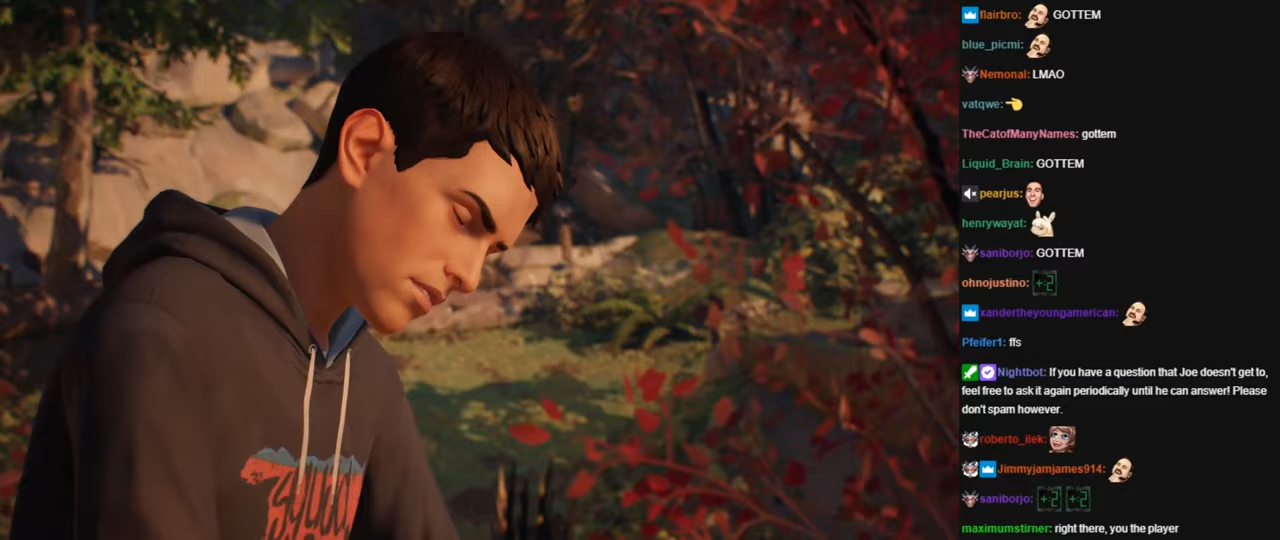 flairbro: GOTTEM
blue_picmi:
Nemonal: LMAO
vatqwe:
TheCatofManyNames: gottem
Liquid_Brain: GOTTEM
pearjus:
henrywayat:
saniborjo: GOTTEM
ohnojustino: +2
xandertheyoungamerican:
Pfeifer1: ffs
Nightbot: If you have a question that Joe doesn't get to,
feel free to ask it again periodically until he can answer! Please
don't spam however.
roberto_ilek:
Jimmyjamjames914:
saniborjo: +2 +2
maximumstirner: right there, you the player